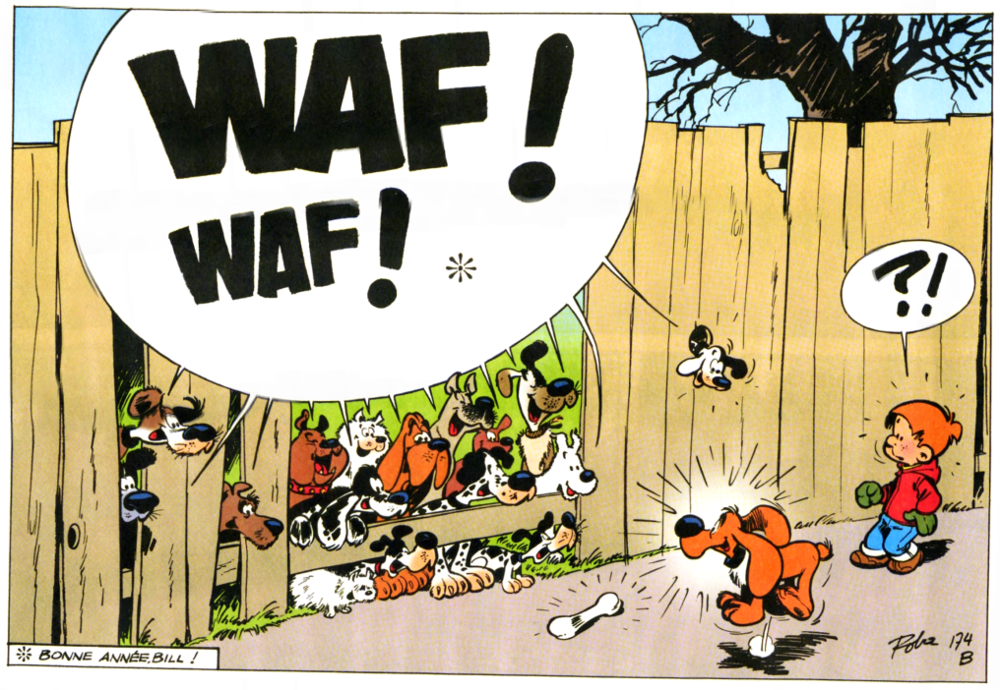 WAF!
WAF! *
?!
* BONNE ANNÉE, BILL !
Roba 174
B